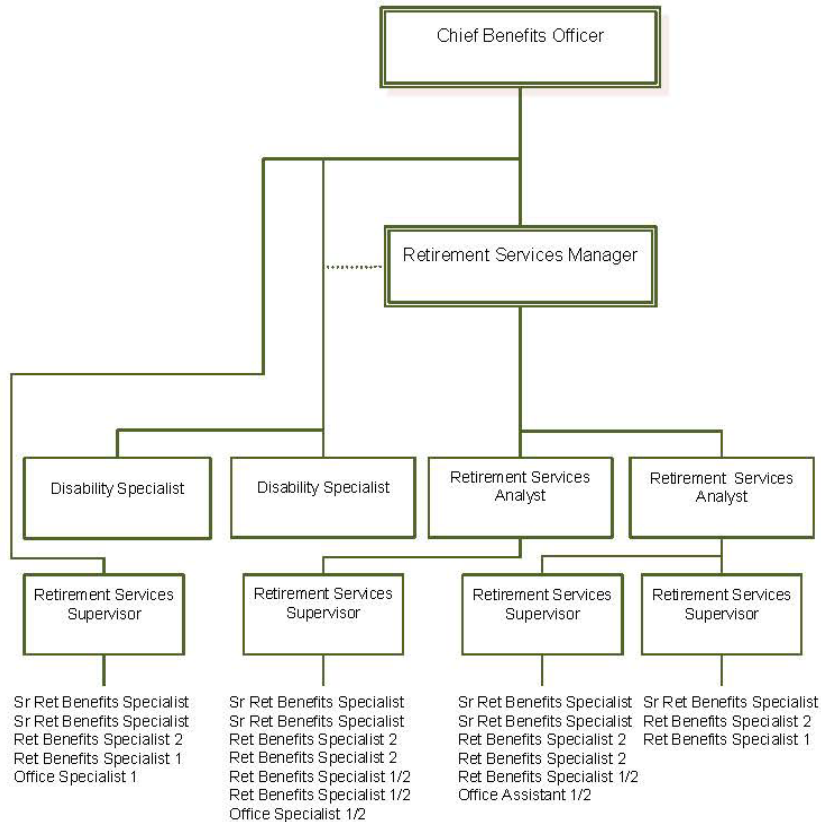 Chief Benefits Officer
Retirement Services Manager
Disability Specialist
Disability Specialist
Retirement Services
Analyst
Retirement Services
Analyst
Retirement Services
Supervisor
Retirement Services
Supervisor
Retirement Services
Supervisor
Retirement Services
Supervisor
Sr Ret Benefits Specialist
Sr Ret Benefits Specialist
Ret Benefits Specialist 2
Ret Benefits Specialist 1
Office Specialist 1
Sr Ret Benefits Specialist
Sr Ret Benefits Specialist
Ret Benefits Specialist 2
Ret Benefits Specialist 2
Ret Benefits Specialist 1/2
Ret Benefits Specialist 1/2
Office Specialist 1/2
Sr Ret Benefits Specialist
Sr Ret Benefits Specialist
Ret Benefits Specialist 2
Ret Benefits Specialist 2
Ret Benefits Specialist 1/2
Office Assistant 1/2
Sr Ret Benefits Specialist
Ret Benefits Specialist 2
Ret Benefits Specialist 1